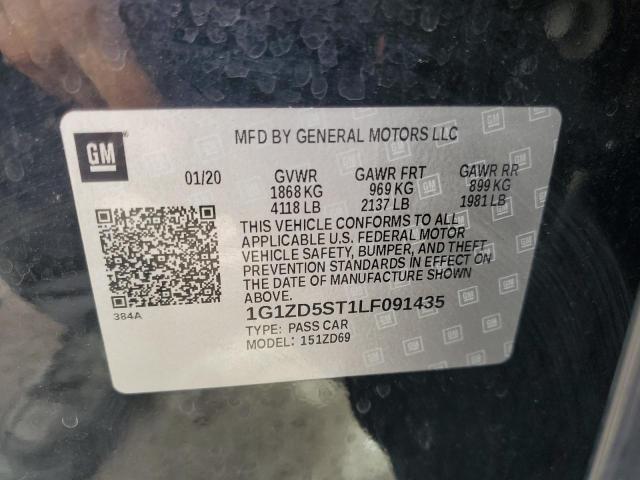 GM
MFD BY GENERAL MOTORS LLC
01/20 GVWR GAWR FRT GAWR RR
1868 KG 969 KG 899 KG
4118 LB 2137 LB 1981 LB
THIS VEHICLE CONFORMS TO ALL
APPLICABLE U.S. FEDERAL MOTOR
VEHICLE SAFETY, BUMPER, AND THEFT
PREVENTION STANDARDS IN EFFECT ON
THE DATE OF MANUFACTURE SHOWN
ABOVE.
384A
1G1ZD5ST1LF091435
TYPE: PASS CAR
MODEL: 151ZD69